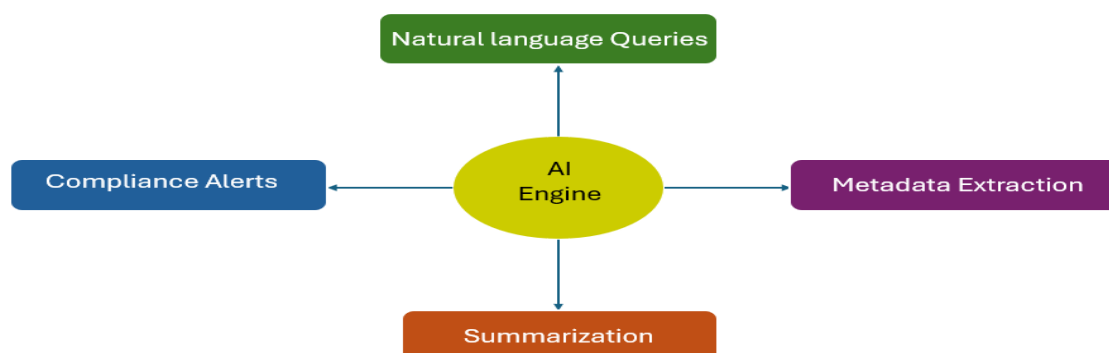 Natural language Queries
AI
Engine
Compliance Alerts
Metadata Extraction
Summarization